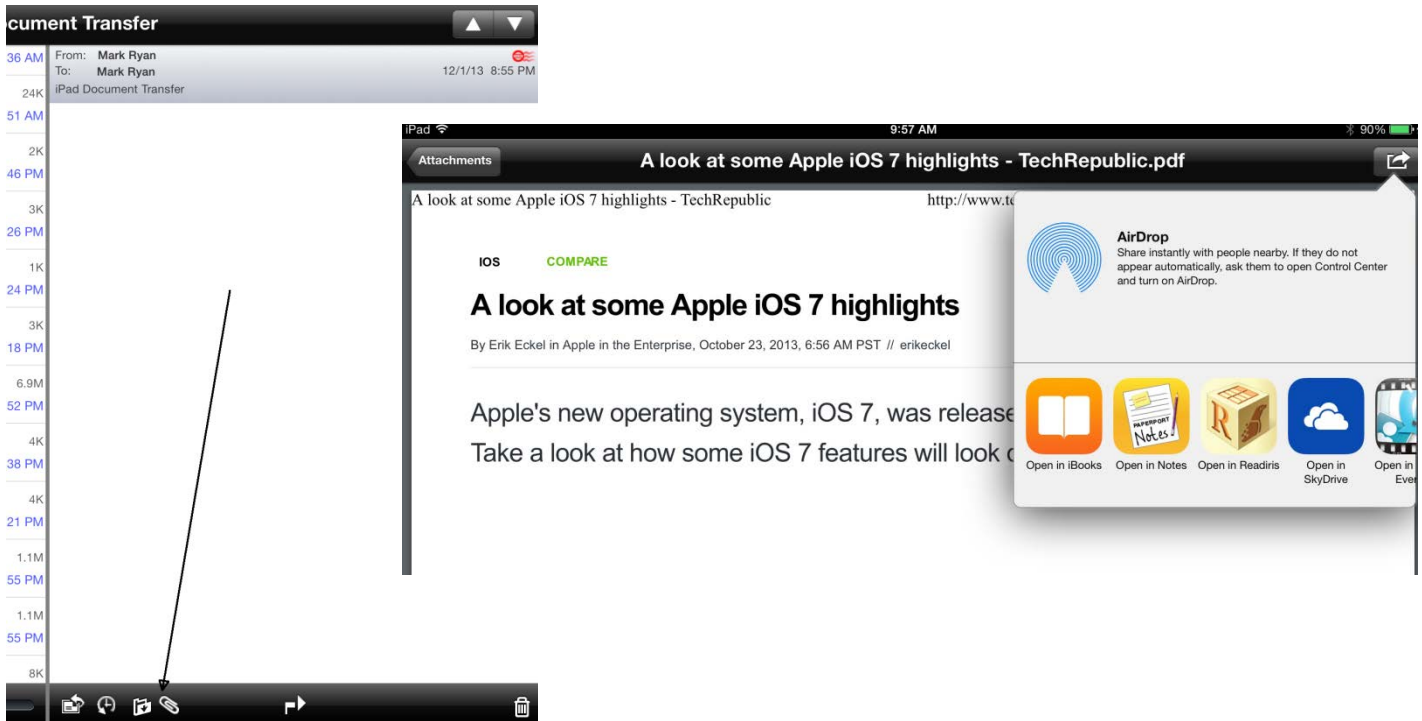 ocument Transfer
36 AM
From: Mark Ryan
To: Mark Ryan
12/1/13 8:55 PM
iPad Document Transfer
24K
51 AM
2K
46 PM
3K
26 PM
1K
24 PM
3K
18 PM
6.9M
52 PM
4K
38 PM
4K
21 PM
1.1M
55 PM
1.1M
55 PM
8K
iPad 9:57 AM 90%
Attachments A look at some Apple iOS 7 highlights - TechRepublic.pdf
A look at some Apple iOS 7 highlights - TechRepublic http://www.te
IOS COMPARE
A look at some Apple iOS 7 highlights
By Erik Eckel in Apple in the Enterprise, October 23, 2013, 6:56 AM PST // erikeckel
Apple's new operating system, iOS 7, was release
Take a look at how some iOS 7 features will look
AirDrop
Share instantly with people nearby. If they do not
appear automatically, ask them to open Control Center
and turn on AirDrop.
PAPERPORT
Notes
R
Open in iBooks
Open in Notes
Open in Readiris
Open in
SkyDrive
Open in
Ever